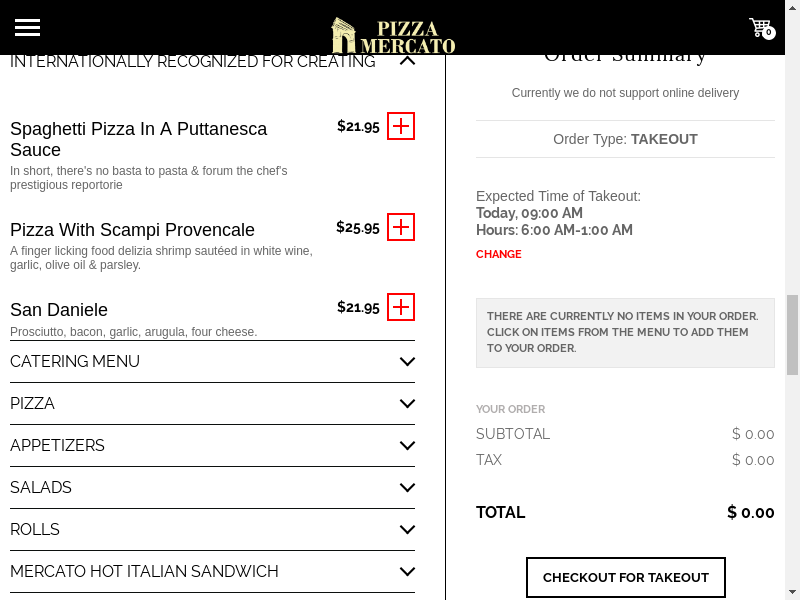 PIZZA
MERCATO
0
INTERNATIONALLY RECOGNIZED FOR CREATING
Spaghetti Pizza In A Puttanesca
Sauce
$21.95
In short, there's no basta to pasta & forum the chef's
prestigious reportorie
Pizza With Scampi Provencale
$25.95
A finger licking food delizia shrimp sautéed in white wine,
garlic, olive oil & parsley.
San Daniele
$21.95
Prosciutto, bacon, garlic, arugula, four cheese.
CATERING MENU
PIZZA
APPETIZERS
SALADS
ROLLS
MERCATO HOT ITALIAN SANDWICH
Order Summary
Currently we do not support online delivery
Order Type: TAKEOUT
Expected Time of Takeout:
Today, 09:00 AM
Hours: 6:00 AM-1:00 AM
CHANGE
THERE ARE CURRENTLY NO ITEMS IN YOUR ORDER.
CLICK ON ITEMS FROM THE MENU TO ADD THEM
TO YOUR ORDER.
YOUR ORDER
SUBTOTAL $ 0.00
TAX $ 0.00
TOTAL $ 0.00
CHECKOUT FOR TAKEOUT